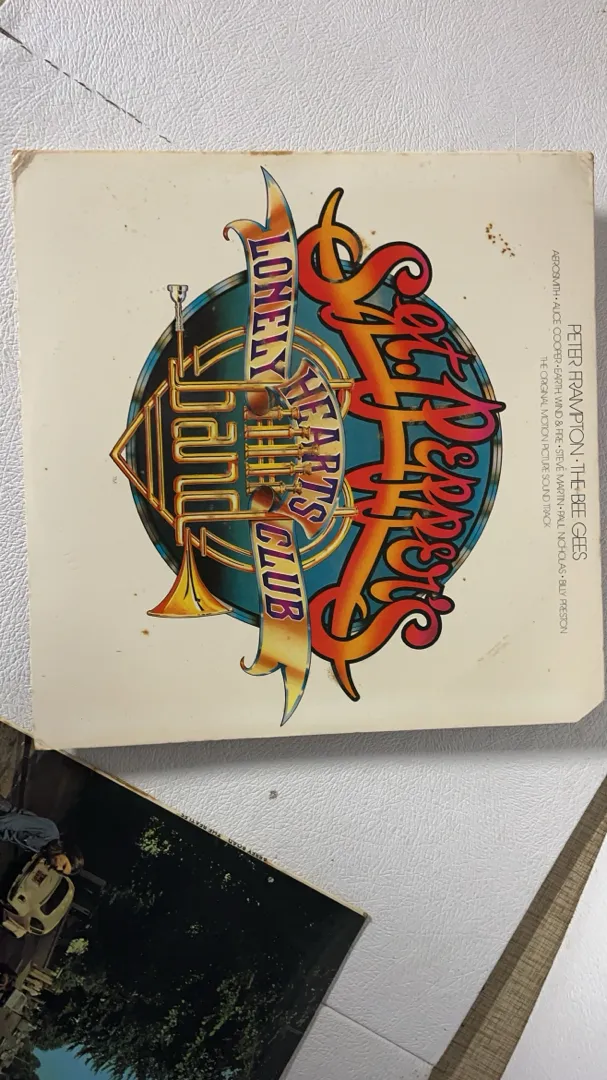 PETER FRAMPTON • THE BEE GEES
AEROSMITH • ALICE COOPER • EARTH, WIND & FIRE • STEVE MARTIN • PAUL NICHOLAS • BILLY PRESTON
THE ORIGINAL MOTION PICTURE SOUND TRACK
Sgt. Pepper's
LONELY HEARTS CLUB
band
TM